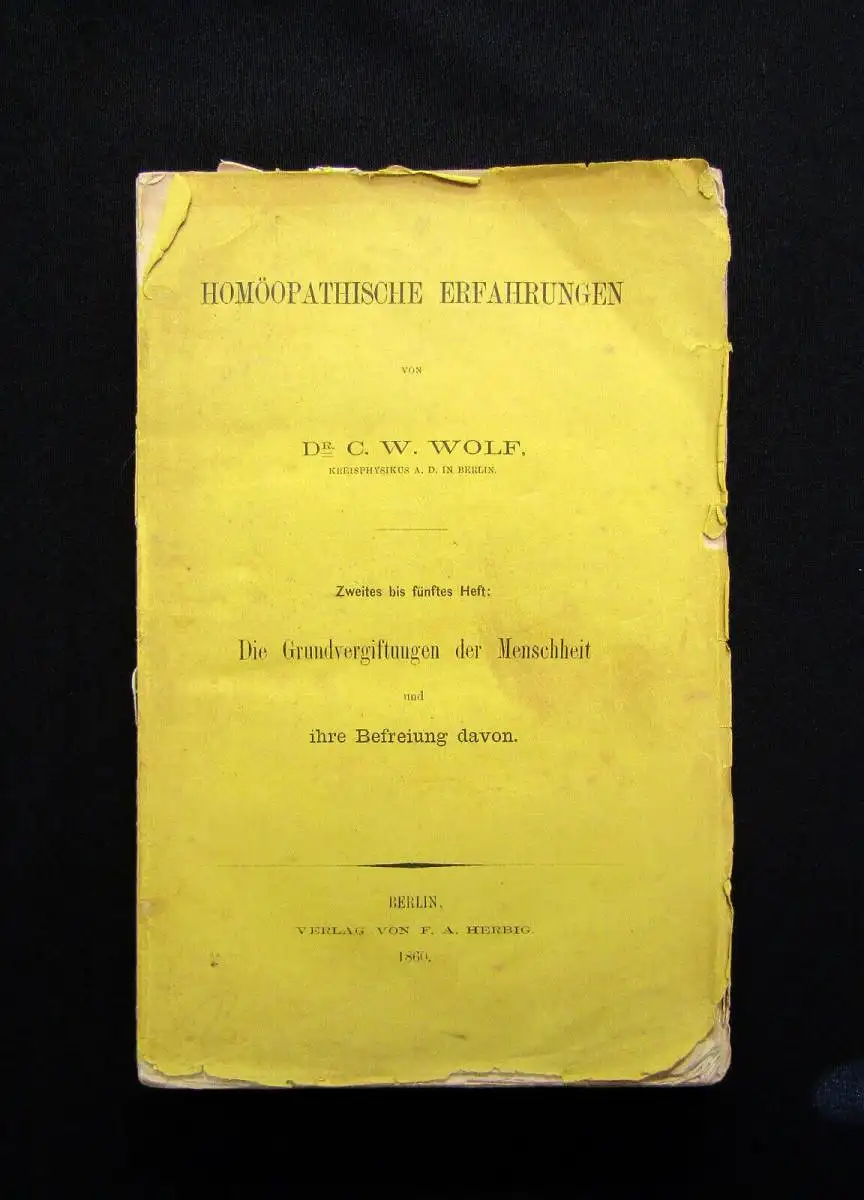 HOMÖOPATHISCHE ERFAHRUNGEN
VON
DR. C. W. WOLF,
KREISPHYSIKUS A. D. IN BERLIN.
Zweites bis fünftes Heft:
Die Grundvergiftungen der Menschheit
und
ihre Befreiung davon.
BERLIN,
VERLAG VON F. A. HERBIG.
1860.